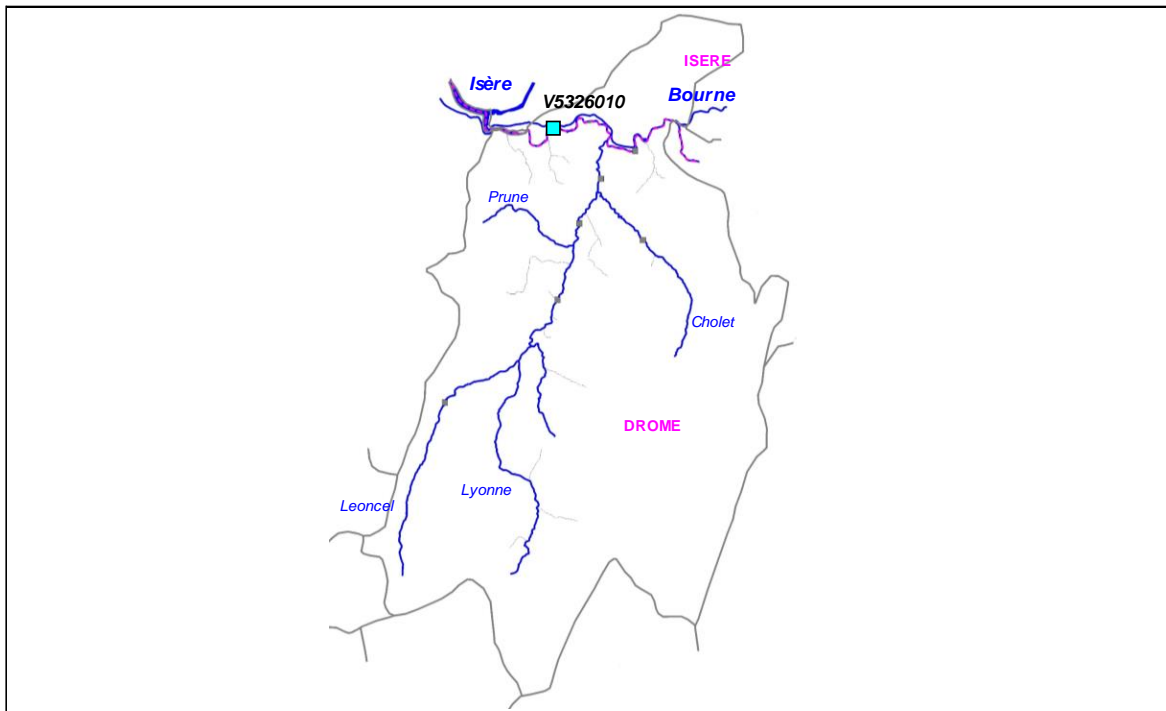 ISERE
Isère
Bourne
V5326010
Prune
Cholet
DROME
Lyonne
Leoncel